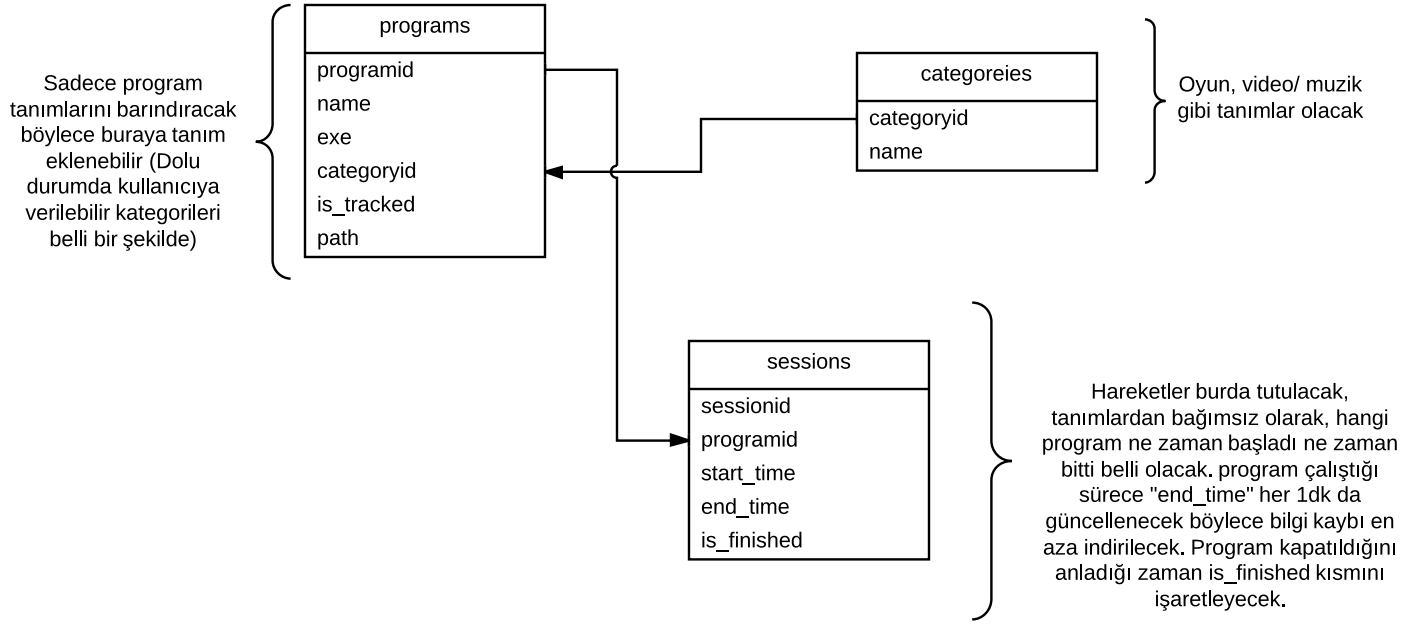 Sadece program
tanımlarını barındıracak
böylece buraya tanım
eklenebilir (Dolu
durumda kullanıcıya
verilebilir kategorileri
belli bir şekilde)
programs
programid
name
exe
categoryid
is_tracked
path
categoreies
categoryid
name
Oyun, video/ muzik
gibi tanımlar olacak
sessions
sessionid
programid
start_time
end_time
is_finished
Hareketler burda tutulacak,
tanımlardan bağımsız olarak, hangi
program ne zaman başladı ne zaman
bitti belli olacak. program çalıştığı
sürece "end_time" her 1dk da
güncellenecek böylece bilgi kaybı en
aza indirilecek. Program kapatıldığını
anladığı zaman is_finished kısmını
işaretleyecek.